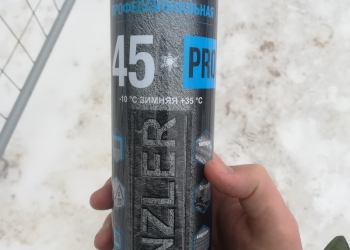 ПРОФЕССИОНАЛЬНАЯ
45 PRO
-10 °C ЗИМНЯЯ +35 °C
NZLER